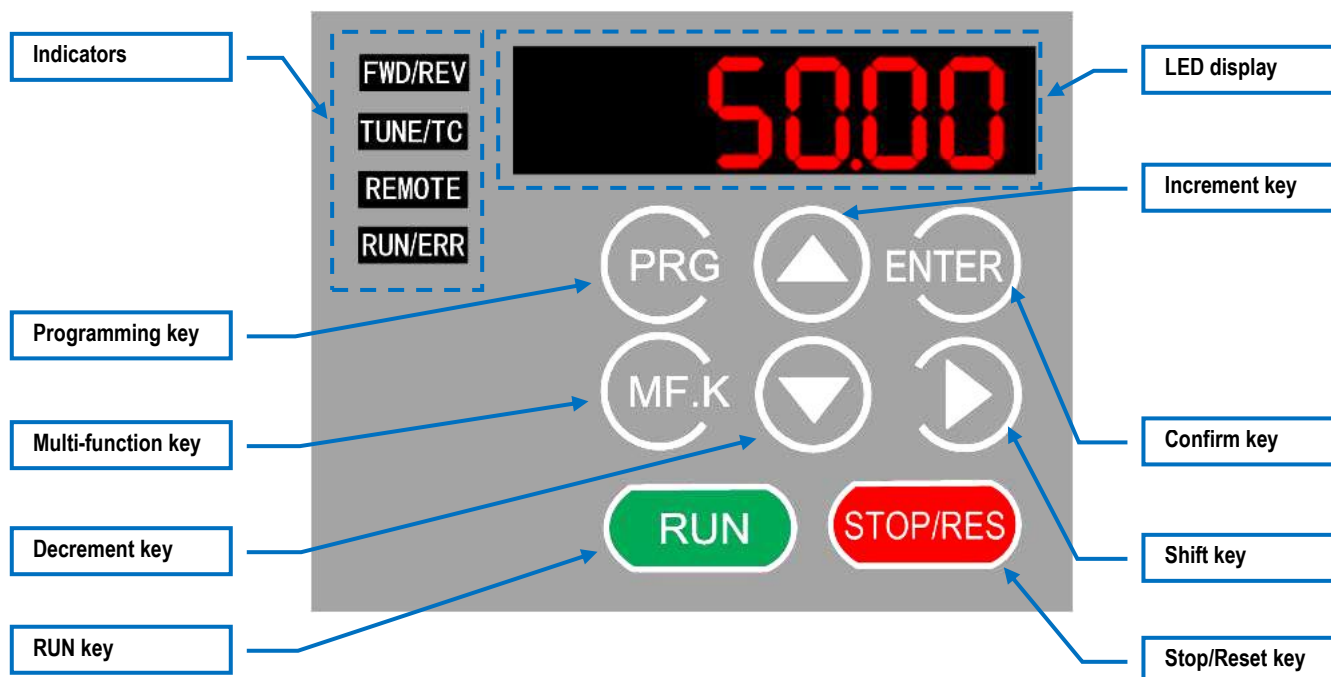 Indicators
FWD/REV
TUNE/TC
REMOTE
RUN/ERR
50.00
LED display
Increment key
PRG
ENTER
Programming key
MF.K
Multi-function key
Confirm key
RUN
STOP/RES
Decrement key
Shift key
RUN key
Stop/Reset key